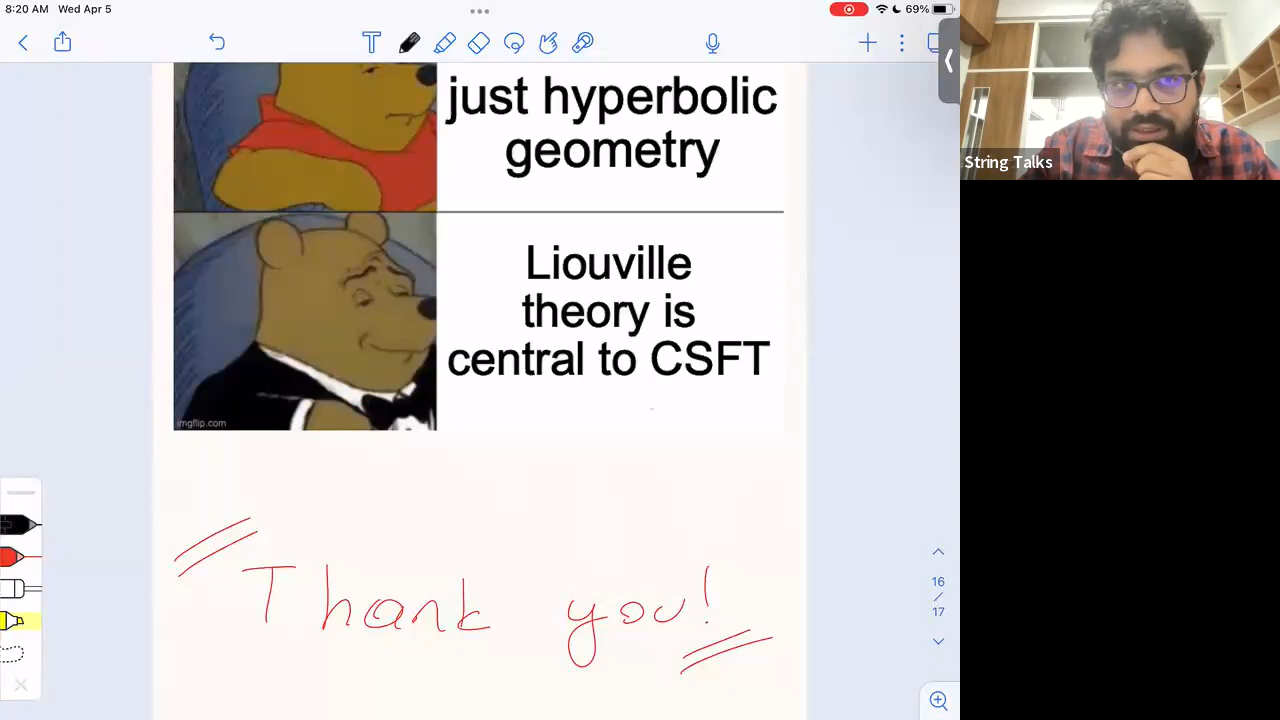 8:20 AM Wed Apr 5
69%
just hyperbolic
geometry
Liouville
theory is
central to CSFT
imgflip.com
Thank you!
16
/
17
String Talks